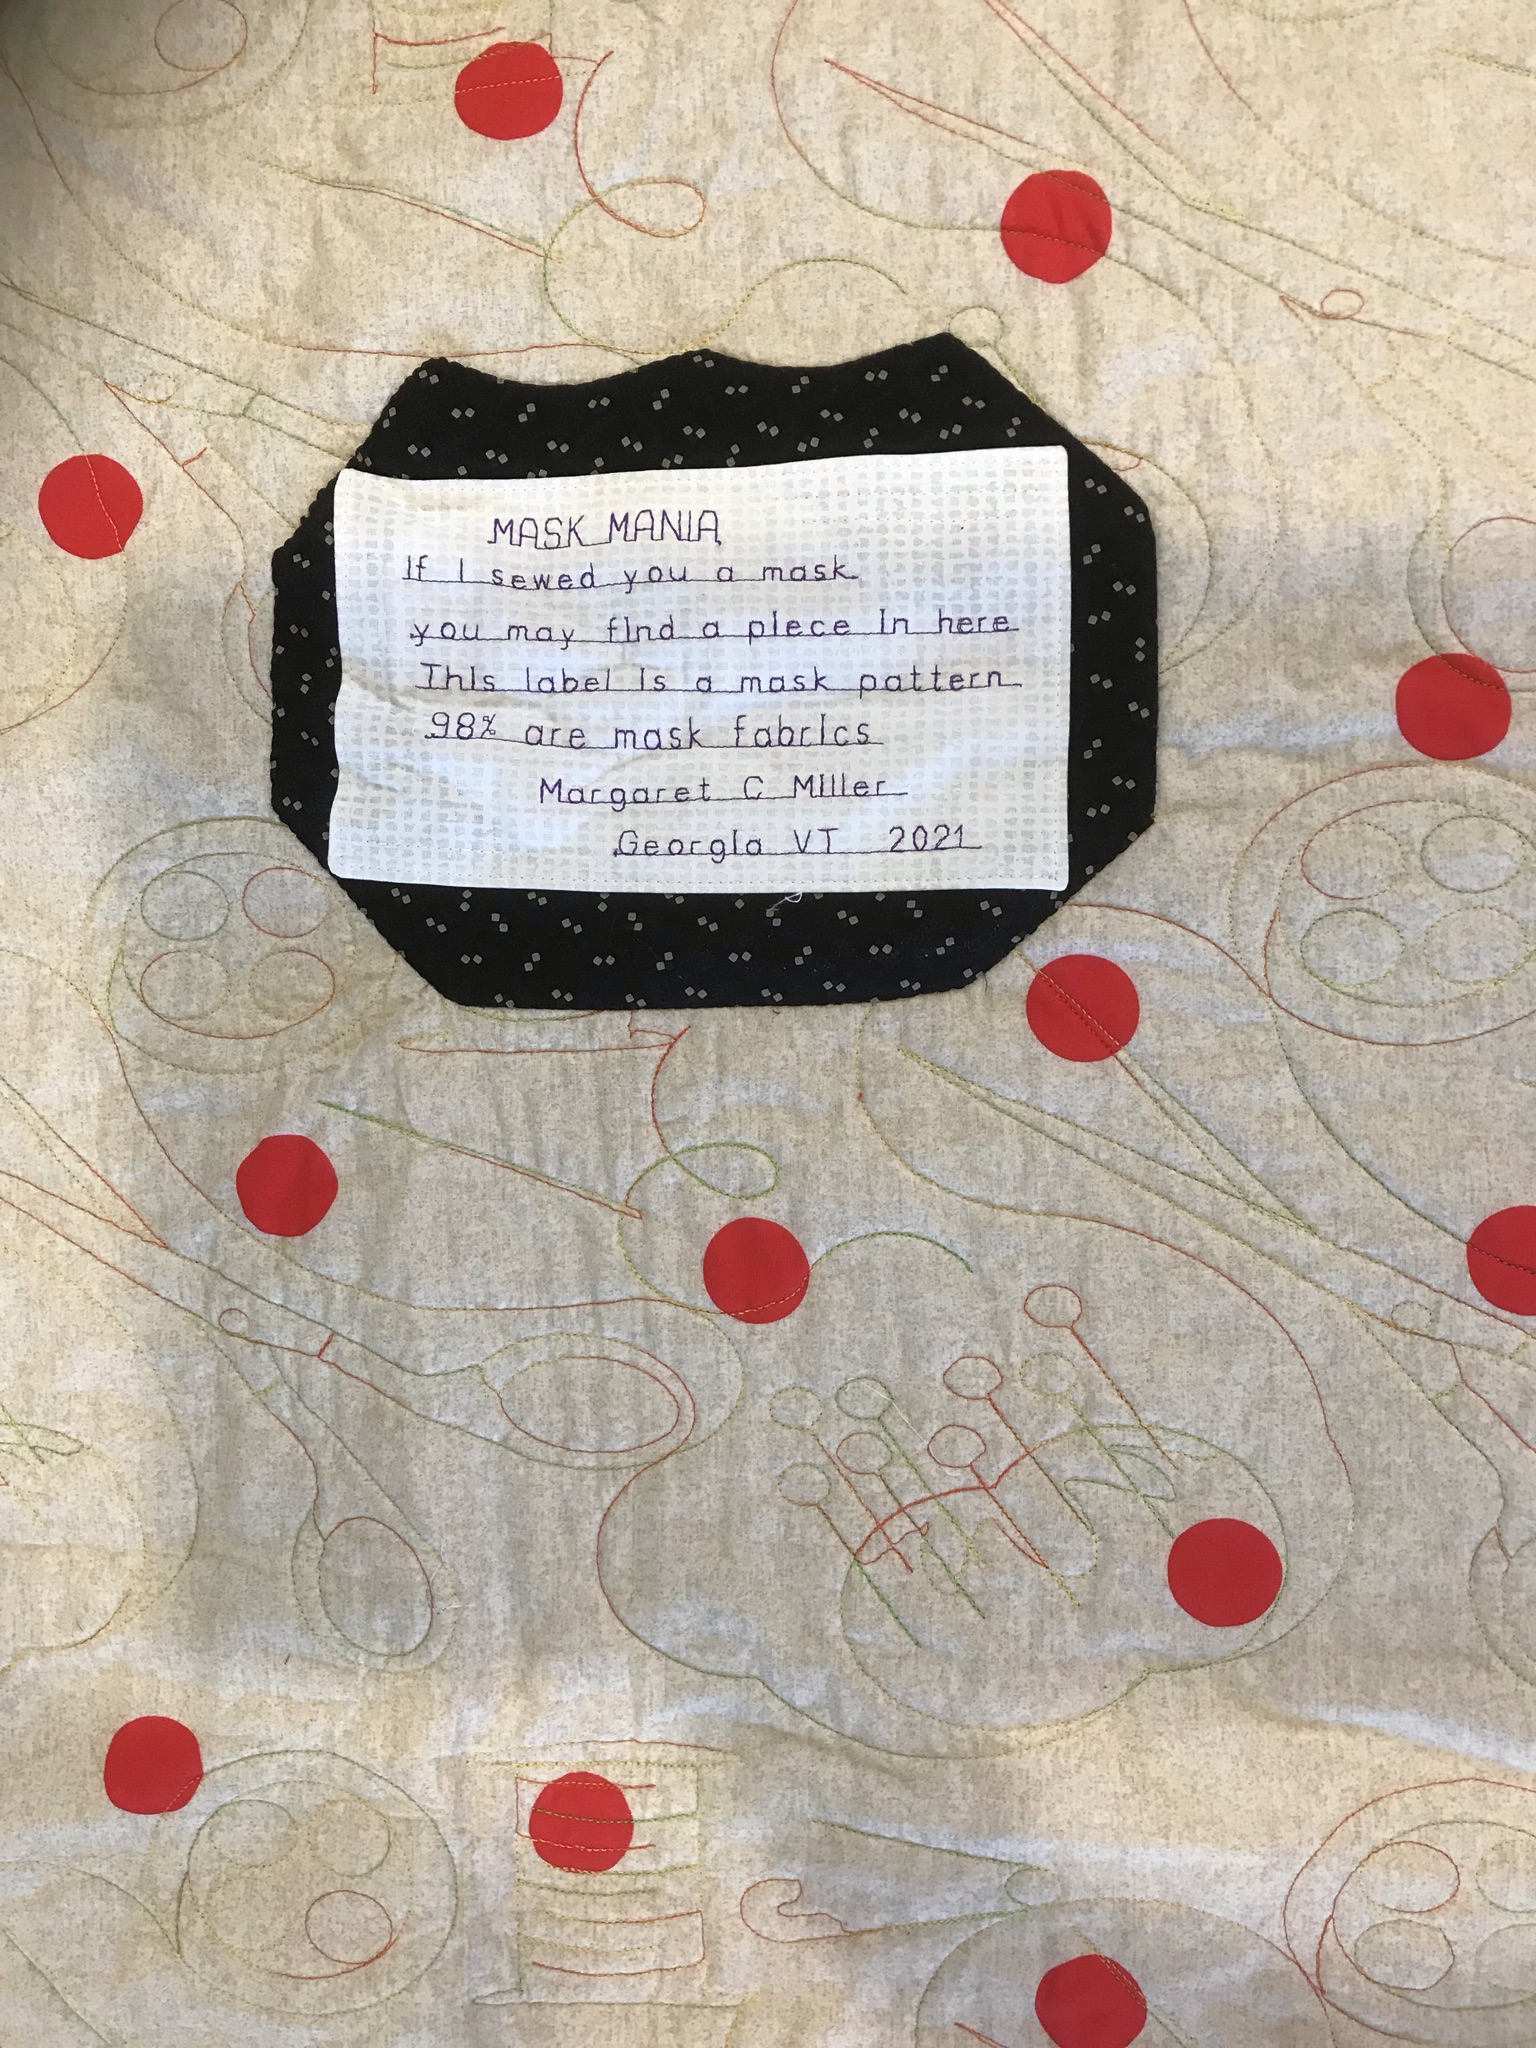 MASK MANIA
If I sewed you a mask
you may find a piece in here
This label is a mask pattern
98% are mask fabrics
Margaret C Miller
Georgia VT 2021